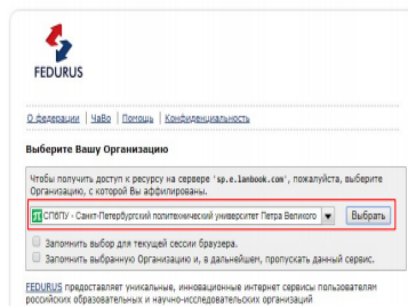 FEDURUS
О федерации | ЧаВо | Помощь | Конфиденциальность
Выберите Вашу Организацию
Чтобы получить доступ к ресурсу на сервере 'sp.e.lanbook.com', пожалуйста, выберите
Организацию, с которой Вы аффилированы.
СПбПУ - Санкт-Петербургский политехнический университет Петра Великого Выбрать
Запомнить выбор для текущей сессии браузера.
Запомнить выбранную Организацию и, в дальнейшем, пропускать данный сервис.
FEDURUS предоставляет уникальные, инновационные интернет сервисы пользователям
российских образовательных и научно-исследовательских организаций